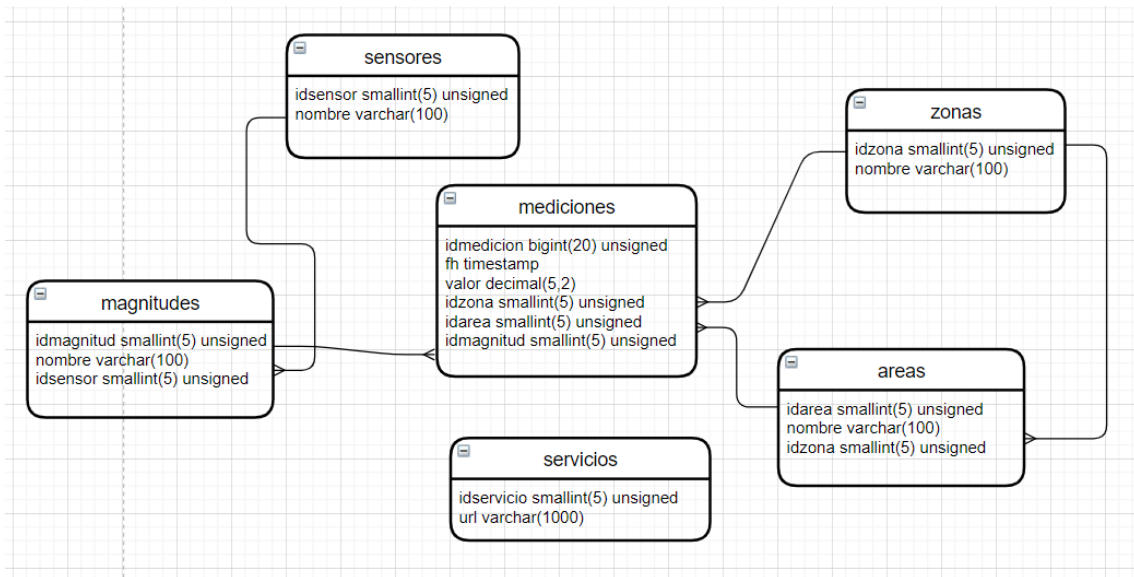 sensores
idsensor smallint(5) unsigned
nombre varchar(100)
zonas
idzona smallint(5) unsigned
nombre varchar(100)
mediciones
idmedicion bigint(20) unsigned
fh timestamp
valor decimal(5,2)
idzona smallint(5) unsigned
idarea smallint(5) unsigned
idmagnitud smallint(5) unsigned
magnitudes
idmagnitud smallint(5) unsigned
nombre varchar(100)
idsensor smallint(5) unsigned
areas
idarea smallint(5) unsigned
nombre varchar(100)
idzona smallint(5) unsigned
servicios
idservicio smallint(5) unsigned
url varchar(1000)